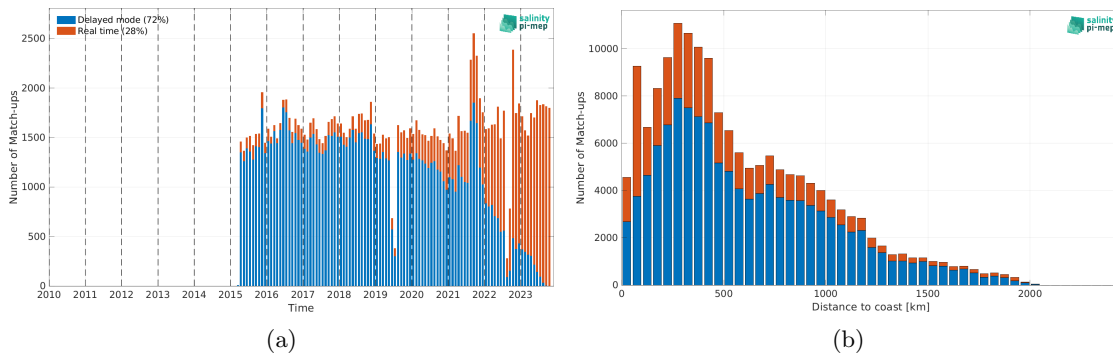 Delayed mode (72%)
Real time (28%)
salinity
pi-mep
Number of Match-ups
2500
2000
1500
1000
500
0
2010 2011 2012 2013 2014 2015 2016 2017 2018 2019 2020 2021 2022 2023
Time
(a)
salinity
pi-mep
Number of Match-ups
10000
8000
6000
4000
2000
0
0 500 1000 1500 2000
Distance to coast [km]
(b)